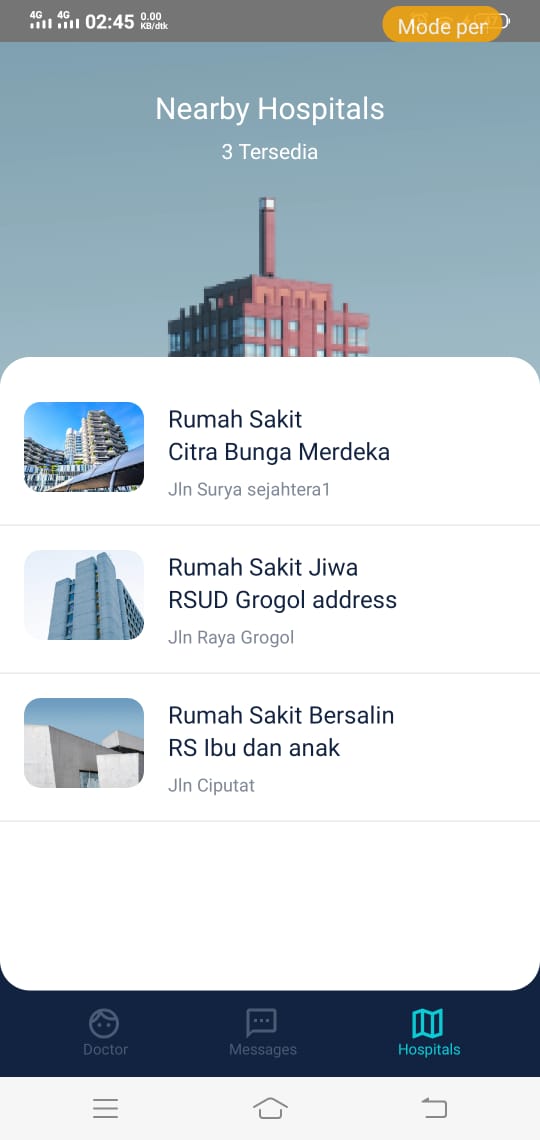 4G 4G 02:45 0.00 KB/dtk
Mode per
Nearby Hospitals
3 Tersedia
Rumah Sakit
Citra Bunga Merdeka
Jln Surya sejahtera1
Rumah Sakit Jiwa
RSUD Grogol address
Jln Raya Grogol
Rumah Sakit Bersalin
RS Ibu dan anak
Jln Ciputat
Doctor Messages Hospitals